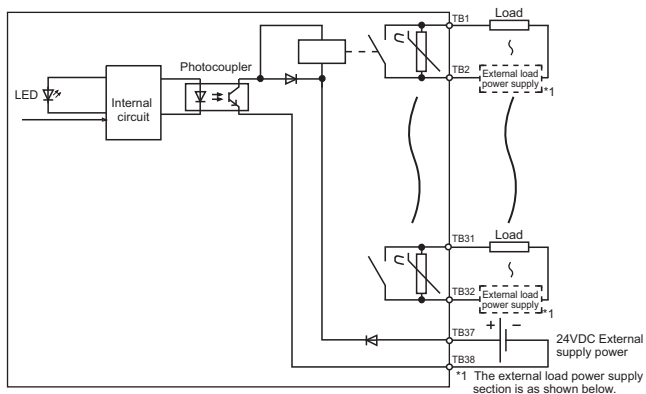 TB1
Load
Photocoupler
TB2
External load
power supply
*1
LED
Internal
circuit
TB31
Load
TB32
External load
power supply
*1
TB37
+
−
24VDC External
supply power
TB38
*1 The external load power supply
section is as shown below.